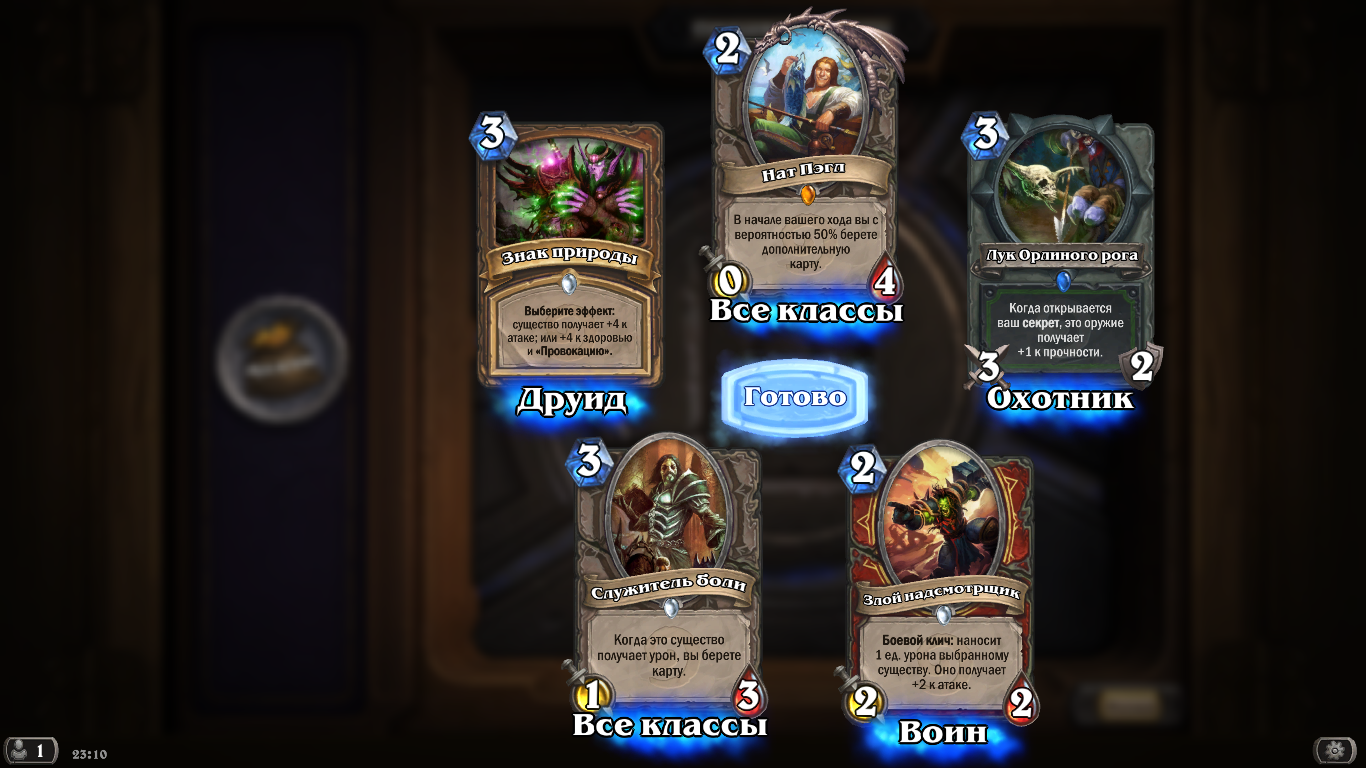 2
Нат Пэгл
В начале вашего хода вы с
вероятностью 50% берете
дополнительную
карту.
0
4
Все классы
3
Знак природы
Выберите эффект:
существо получает +4 к
атаке; или +4 к здоровью
и «Провокацию».
Друид
3
Лук Орлиного рога
Когда открывается
ваш секрет, это оружие
получает
+1 к прочности.
3
2
Охотник
Готово
3
Служитель боли
Когда это существо
получает урон, вы берете
карту.
1
3
Все классы
2
Злой надсмотрщик
Боевой клич: наносит
1 ед. урона выбранному
существу. Оно получает
+2 к атаке.
2
2
Воин
1
23:10